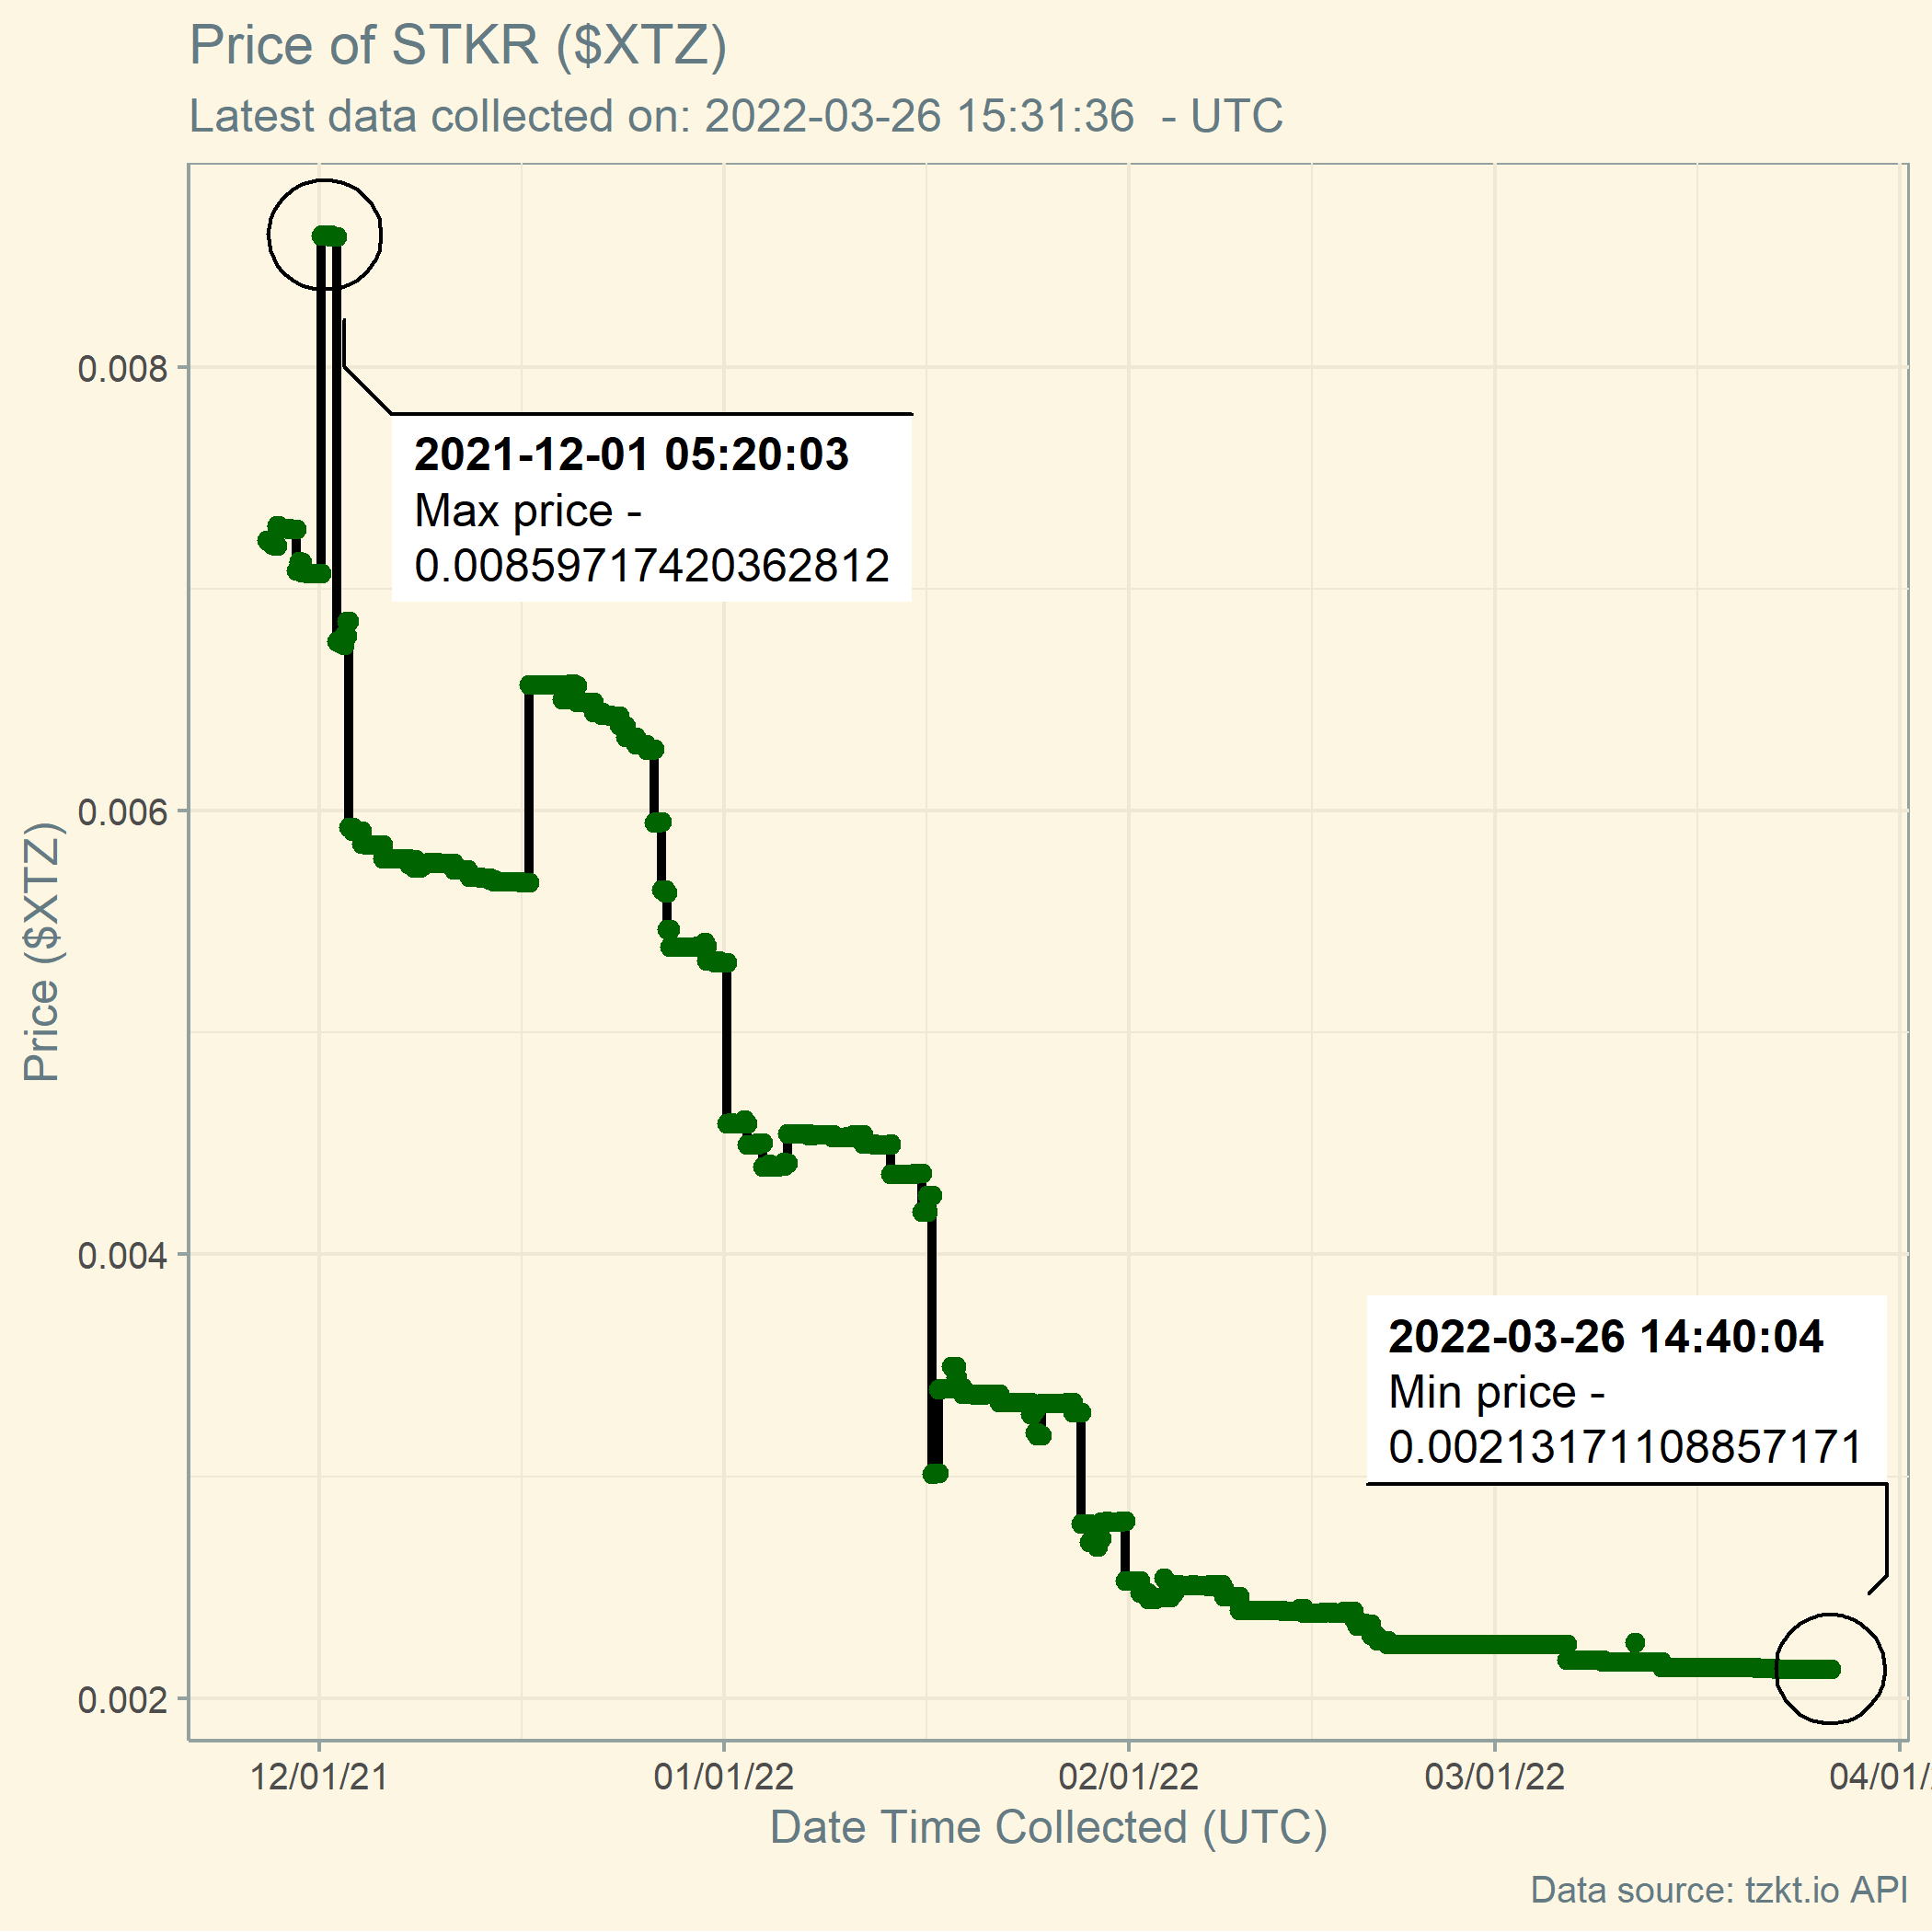 Price of STKR ($XTZ)
Latest data collected on: 2022-03-26 15:31:36  - UTC
0.008
2021-12-01 05:20:03
Max price -
0.00859717420362812
0.006
Price ($XTZ)
0.004
2022-03-26 14:40:04
Min price -
0.00213171108857171
0.002
12/01/21
01/01/22
02/01/22
03/01/22
04/01/
Date Time Collected (UTC)
Data source: tzkt.io API